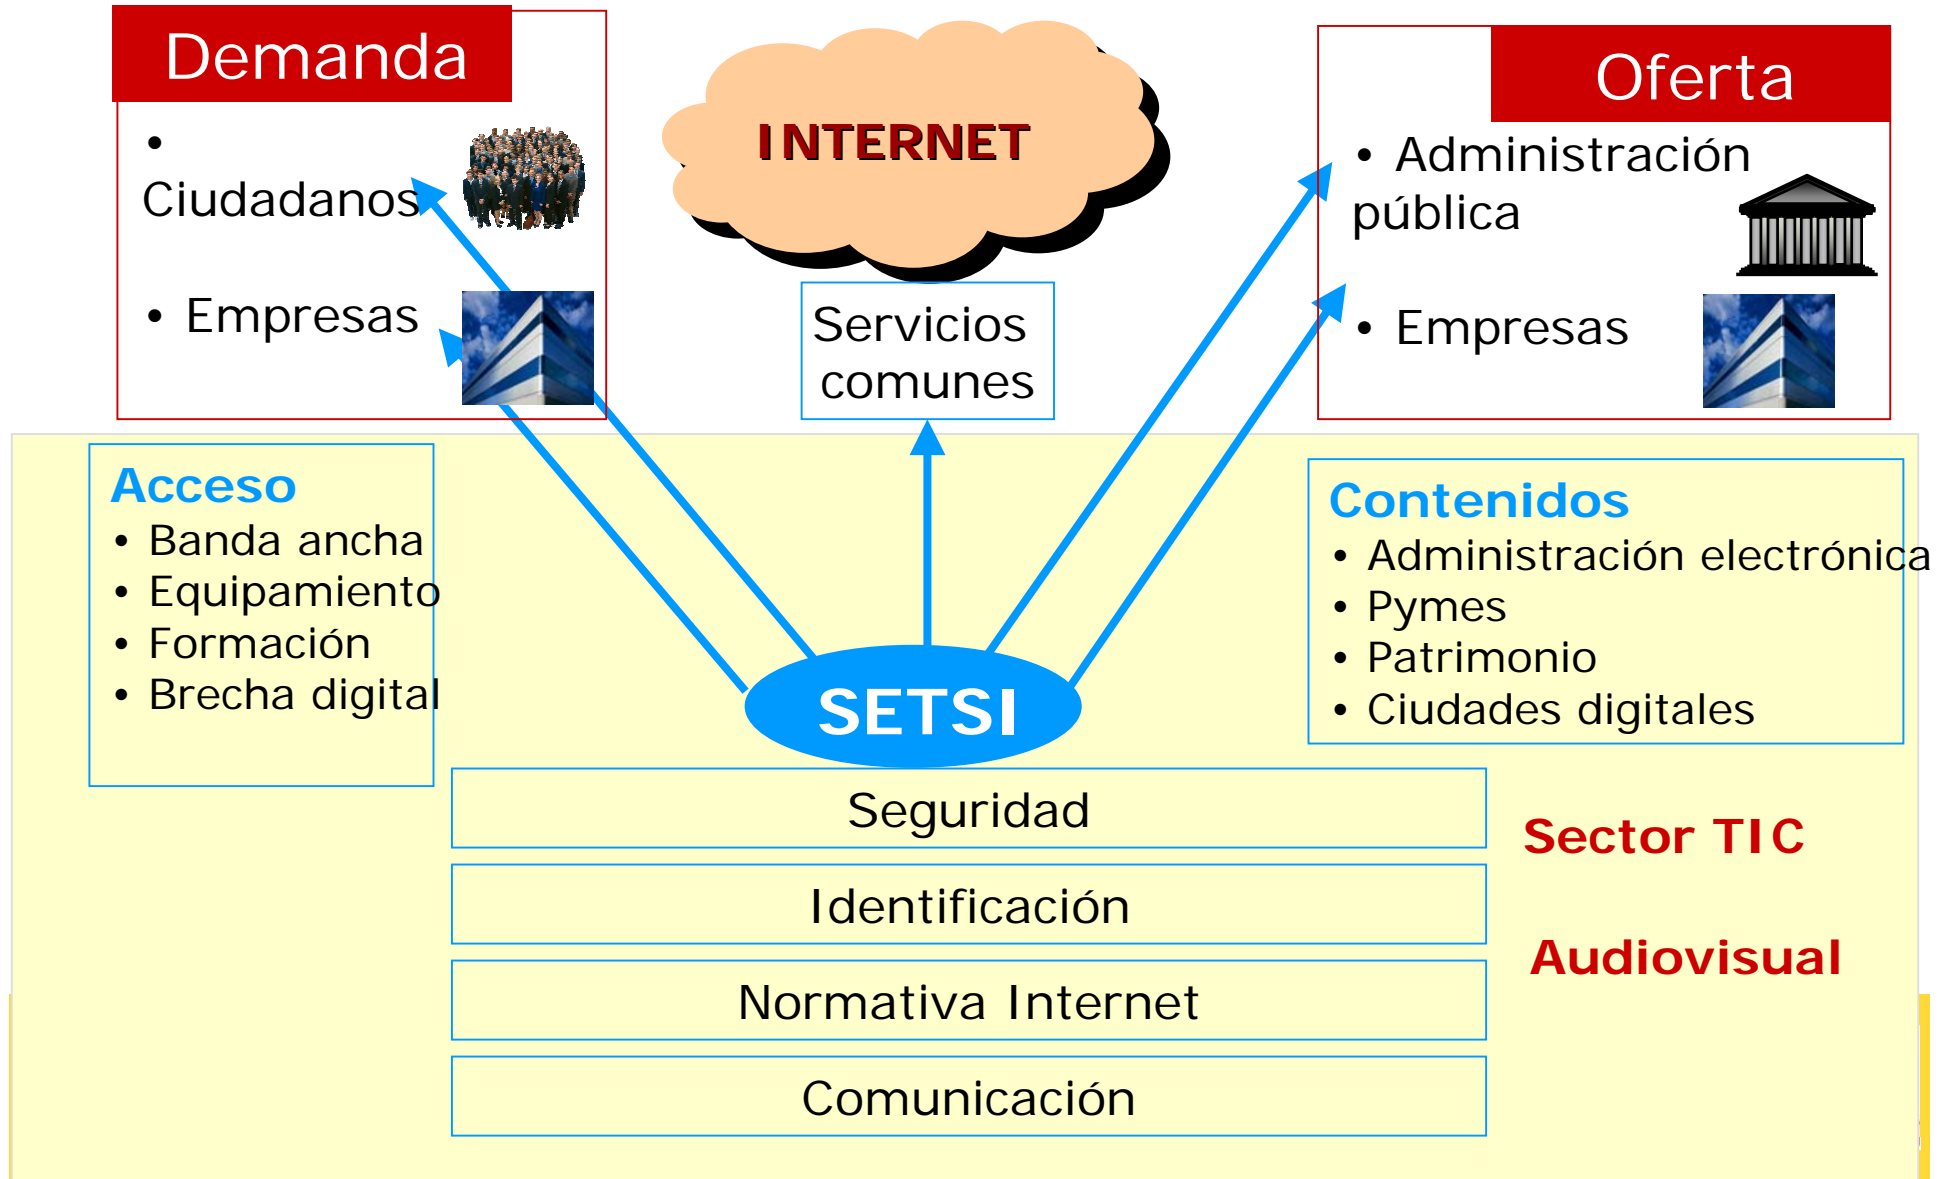 Demanda
•
Ciudadanos
• Empresas
INTERNET
Servicios
comunes
Oferta
• Administración
pública
• Empresas
Acceso
• Banda ancha
• Equipamiento
• Formación
• Brecha digital
Contenidos
• Administración electrónica
• Pymes
• Patrimonio
• Ciudades digitales
SETSI
Seguridad
Identificación
Normativa Internet
Comunicación
Sector TIC
Audiovisual